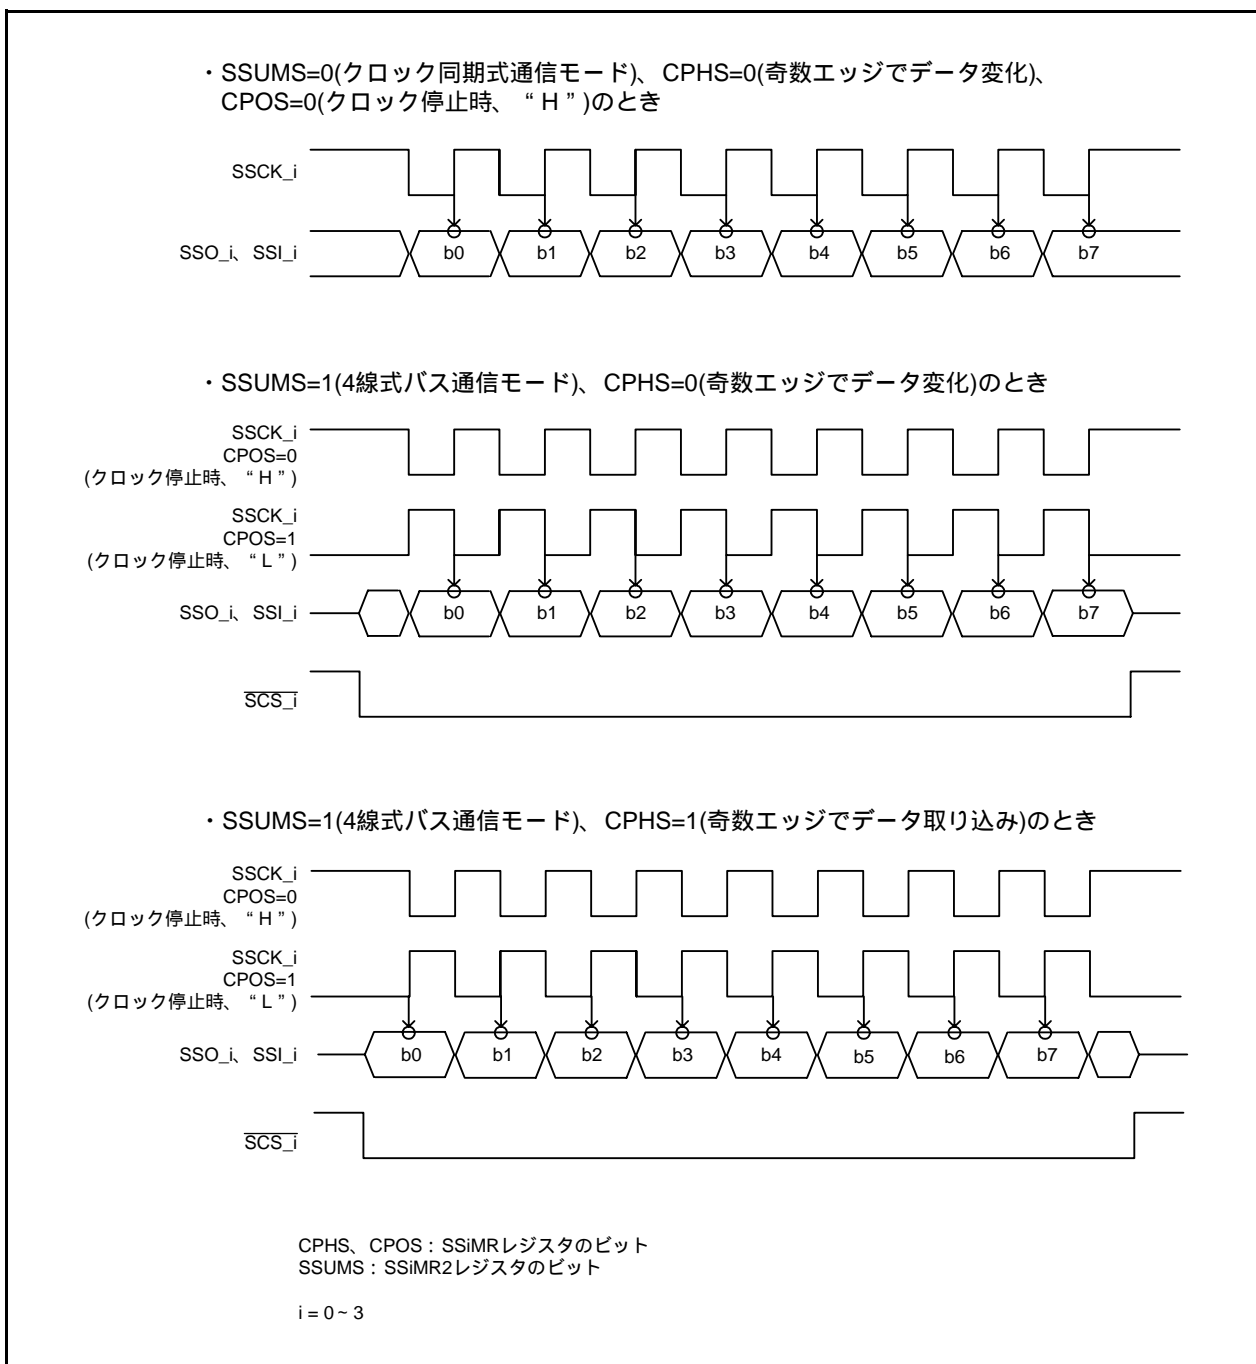 ・SSUMS=0(クロック同期式通信モード)、CPHS=0(奇数エッジでデータ変化)、
CPOS=0(クロック停止時、“H”)のとき
SSCK_i
SSO_i、SSI_i
b0 b1 b2 b3 b4 b5 b6 b7
・SSUMS=1(4線式バス通信モード)、CPHS=0(奇数エッジでデータ変化)のとき
SSCK_i
CPOS=0
(クロック停止時、“H”)
SSCK_i
CPOS=1
(クロック停止時、“L”)
SSO_i、SSI_i
b0 b1 b2 b3 b4 b5 b6 b7
SCS_i
・SSUMS=1(4線式バス通信モード)、CPHS=1(奇数エッジでデータ取り込み)のとき
SSCK_i
CPOS=0
(クロック停止時、“H”)
SSCK_i
CPOS=1
(クロック停止時、“L”)
SSO_i、SSI_i
b0 b1 b2 b3 b4 b5 b6 b7
SCS_i
CPHS、CPOS:SSiMRレジスタのビット
SSUMS:SSiMR2レジスタのビット
i = 0~3